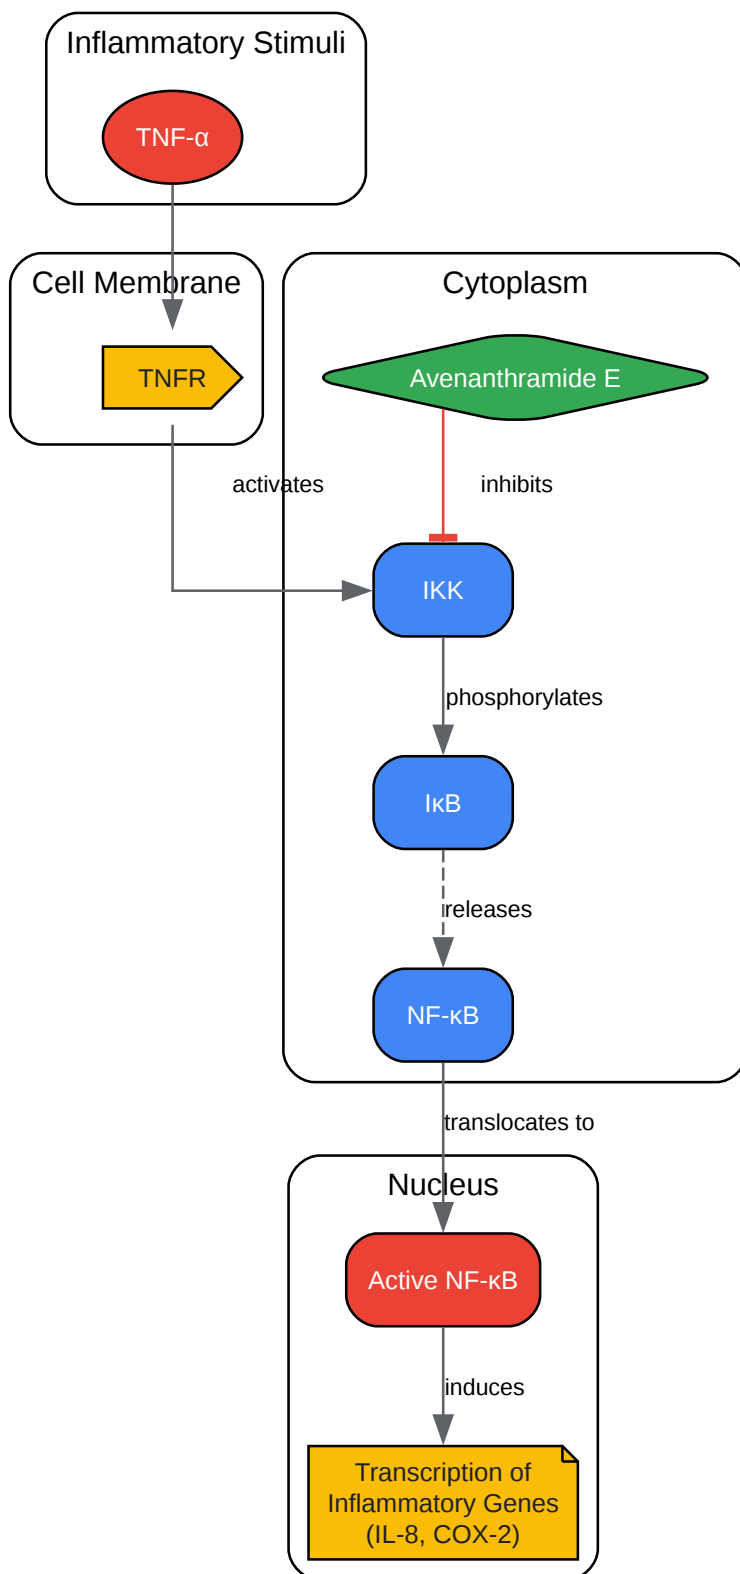 Inflammatory Stimuli
TNF-α
Cell Membrane
Cytoplasm
TNFR
Avenanthramide E
activates
inhibits
IKK
phosphorylates
IκB
releases
NF-κB
translocates to
Nucleus
Active NF-κB
induces
Transcription of
Inflammatory Genes
(IL-8, COX-2)